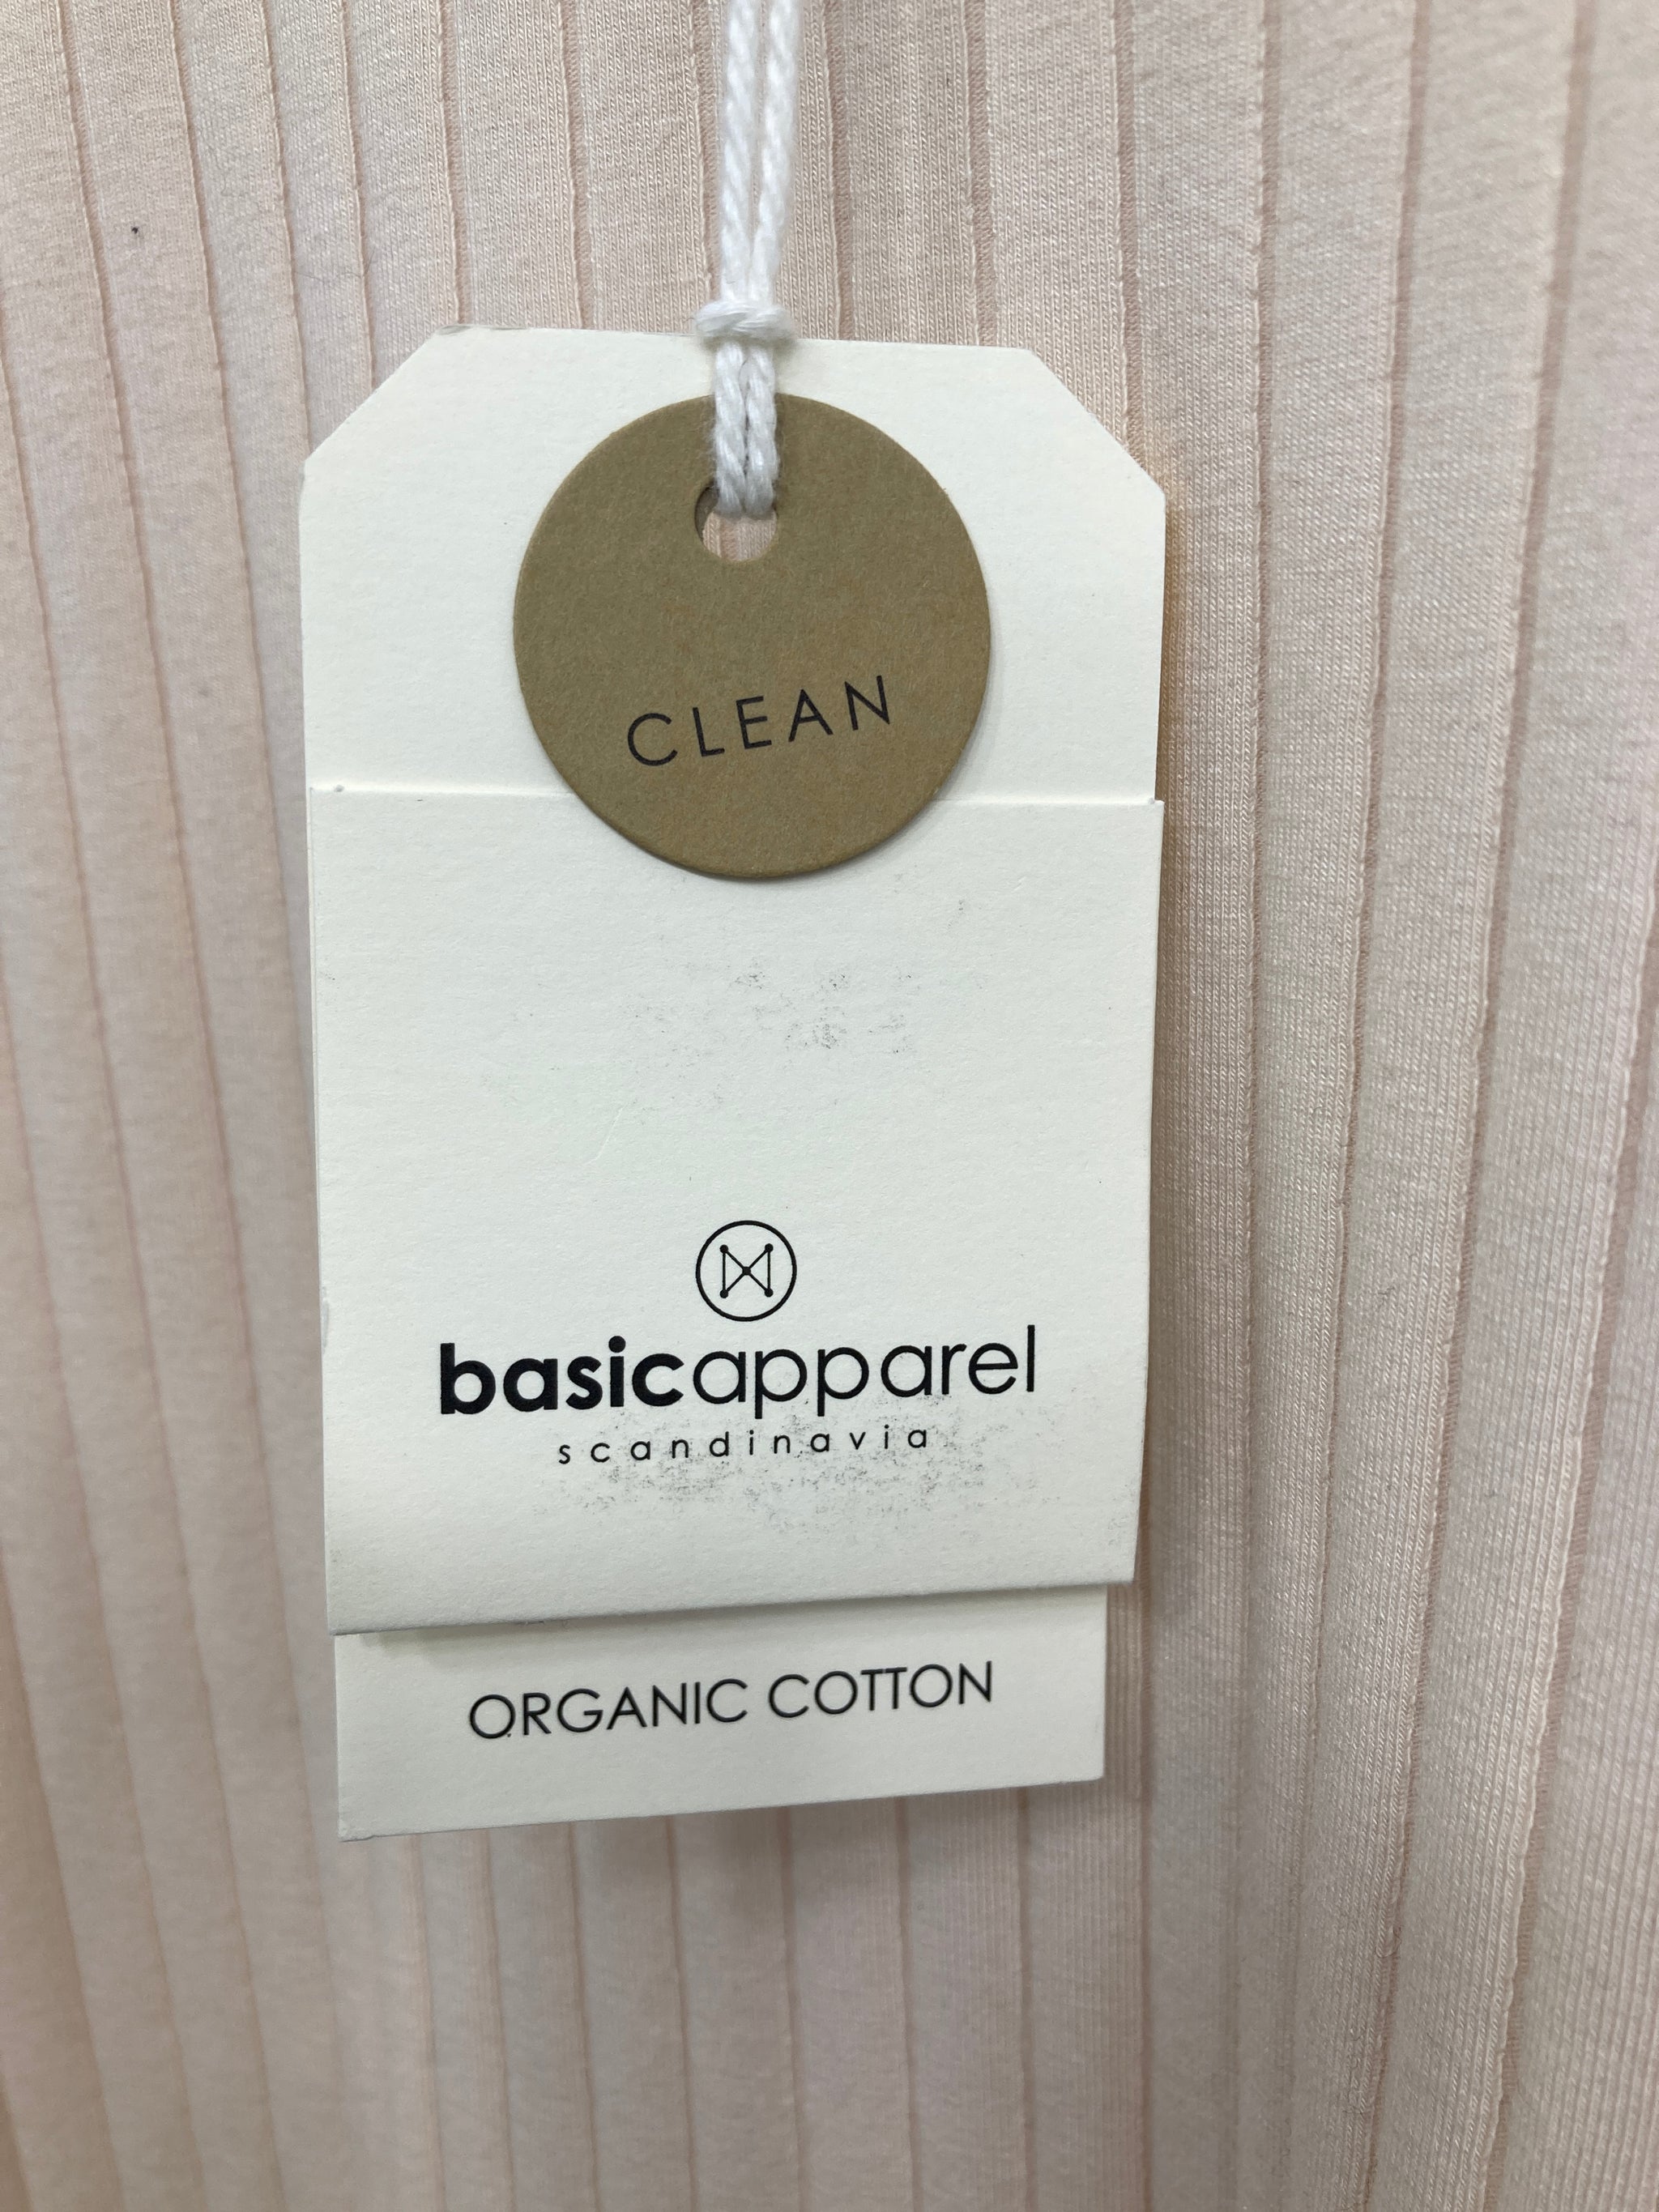 CLEAN
basicapparel
scandinavia
ORGANIC COTTON